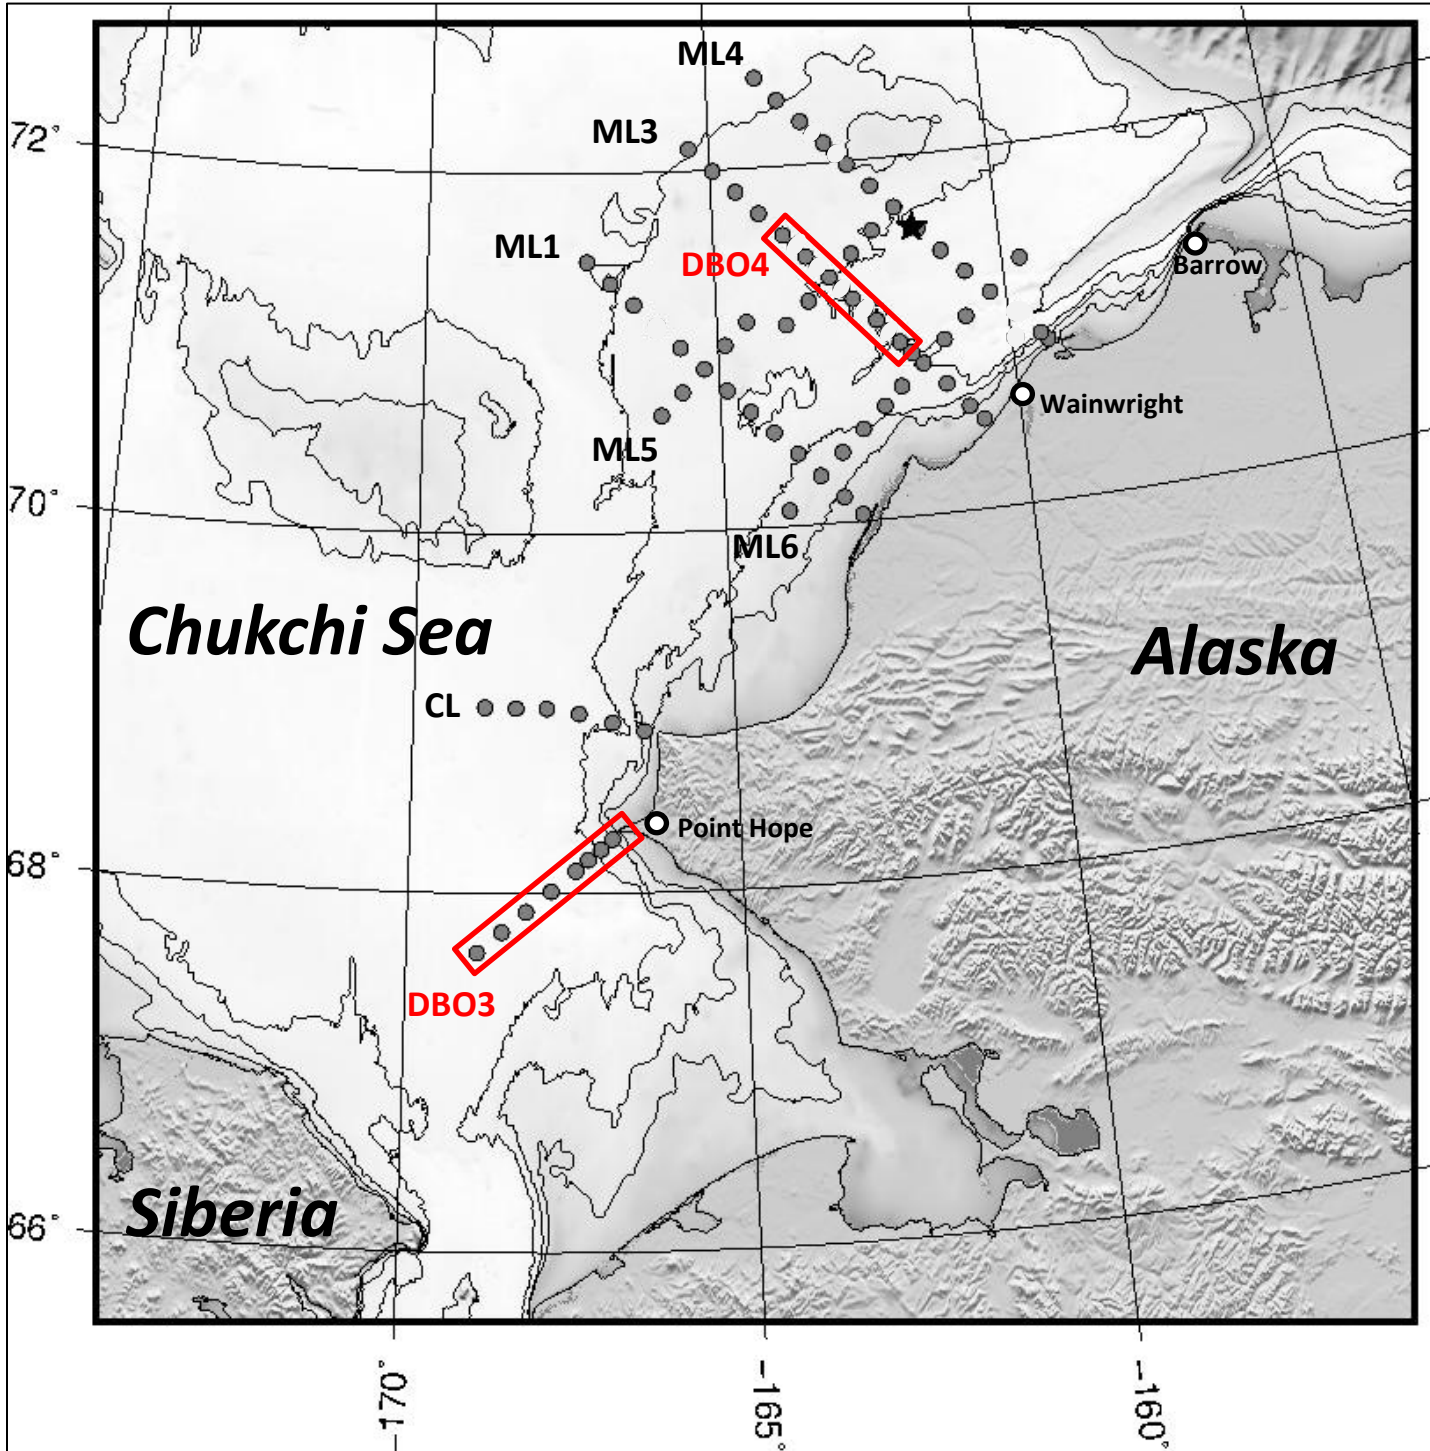 ML4
72°
ML3
ML1
DBO4
Barrow
Wainwright
ML5
70°
ML6
Chukchi Sea
Alaska
CL
Point Hope
68°
DBO3
Siberia
66°
-170°
-165°
-160°